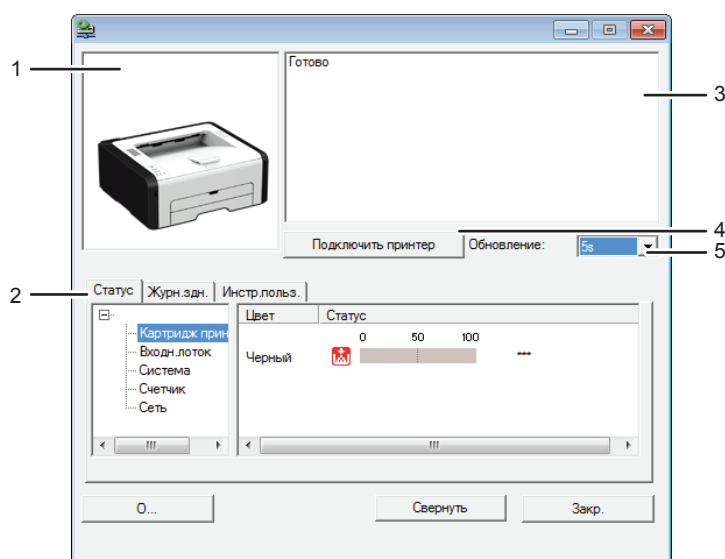 1
Готово
3
4
Подключить принтер
Обновление:
5s
5
2
Статус
Журн.здн.
Инстр.польз.
Цвет
Статус
Картридж прин
Входн.лоток
Система
Счетчик
Сеть
0
50
100
Черный
---
О...
Свернуть
Закр.